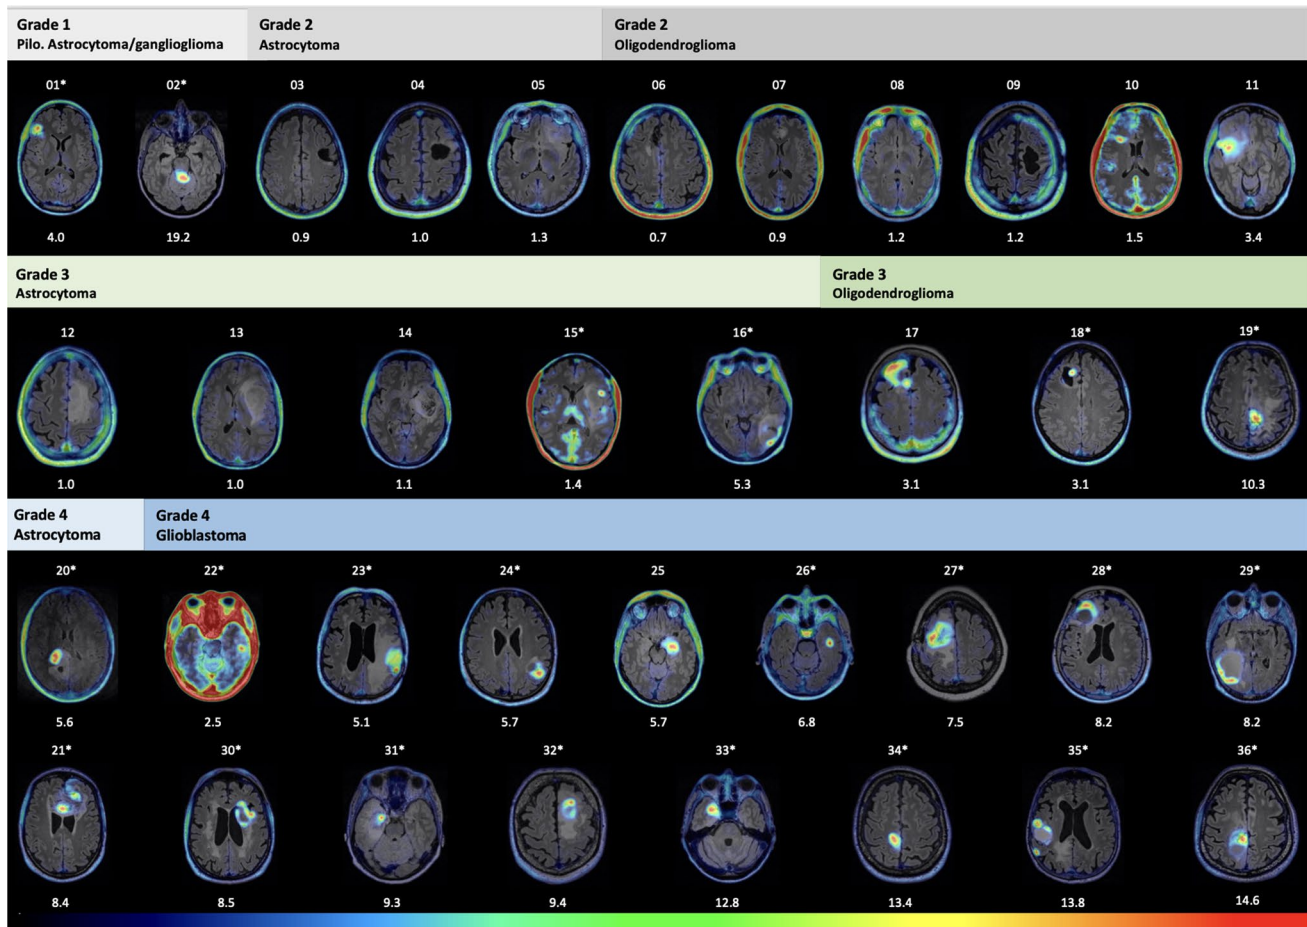 Grade 1
Pilo. Astrocytoma/ganglioglioma
Grade 2
Astrocytoma
Grade 2
Oligodendroglioma
01* 02* 03 04 05 06 07 08 09 10 11
4.0 19.2 0.9 1.0 1.3 0.7 0.9 1.2 1.2 1.5 3.4
Grade 3
Astrocytoma
Grade 3
Oligodendroglioma
12 13 14 15* 16* 17 18* 19*
1.0 1.0 1.1 1.4 5.3 3.1 3.1 10.3
Grade 4
Astrocytoma
Grade 4
Glioblastoma
20* 22* 23* 24* 25 26* 27* 28* 29*
5.6 2.5 5.1 5.7 5.7 6.8 7.5 8.2 8.2
21* 30* 31* 32* 33* 34* 35* 36*
8.4 8.5 9.3 9.4 12.8 13.4 13.8 14.6